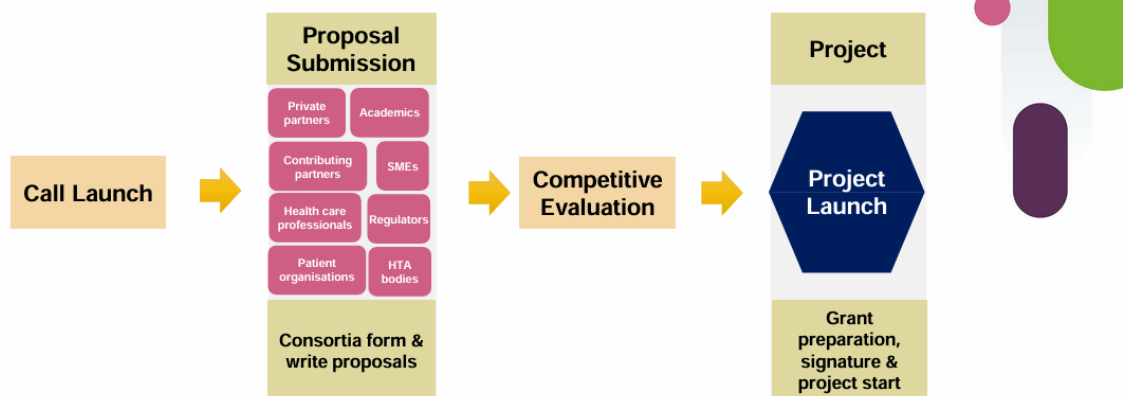 Call Launch
Proposal
Submission
Private
partners
Academics
Contributing
partners
SMEs
Health care
professionals
Regulators
Patient
organisations
HTA
bodies
Consortia form &
write proposals
Competitive
Evaluation
Project
Project
Launch
Grant
preparation,
signature &
project start